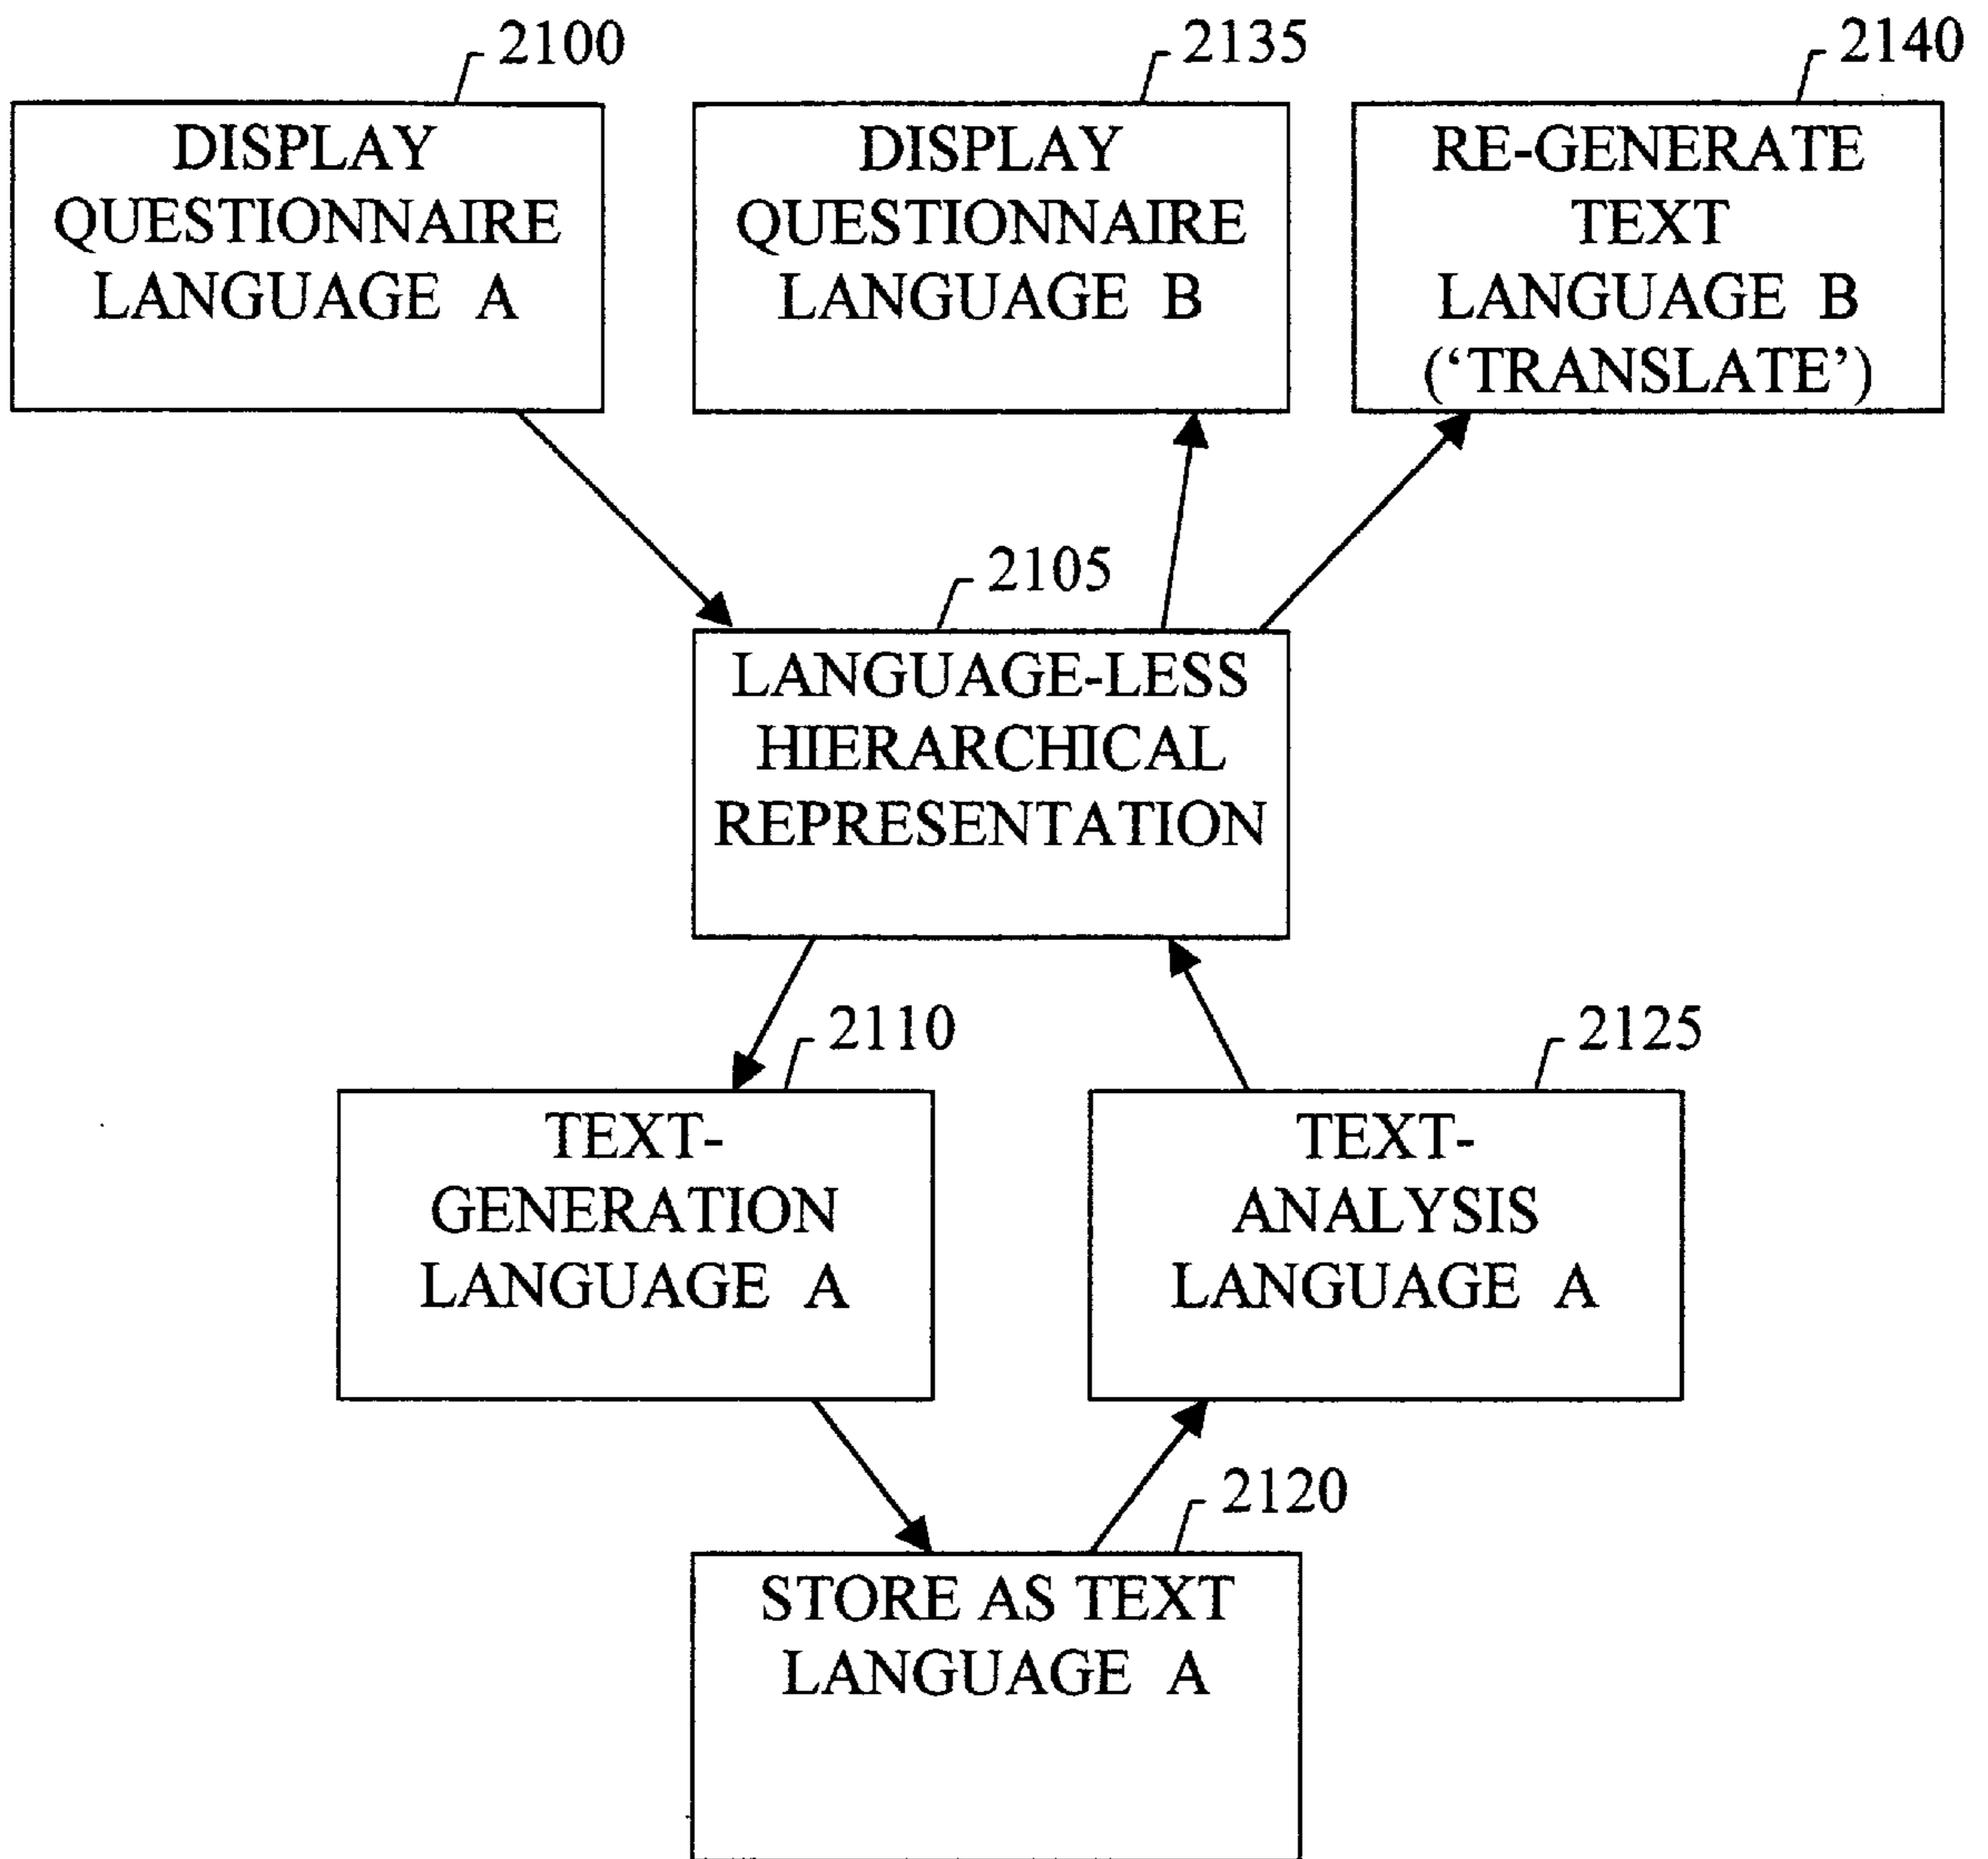 2100
DISPLAY
QUESTIONNAIRE
LANGUAGE A
2135
DISPLAY
QUESTIONNAIRE
LANGUAGE B
2140
RE-GENERATE
TEXT
LANGUAGE B
(‘TRANSLATE’)
2105
LANGUAGE-LESS
HIERARCHICAL
REPRESENTATION
2110
TEXT-
GENERATION
LANGUAGE A
2125
TEXT-
ANALYSIS
LANGUAGE A
2120
STORE AS TEXT
LANGUAGE A